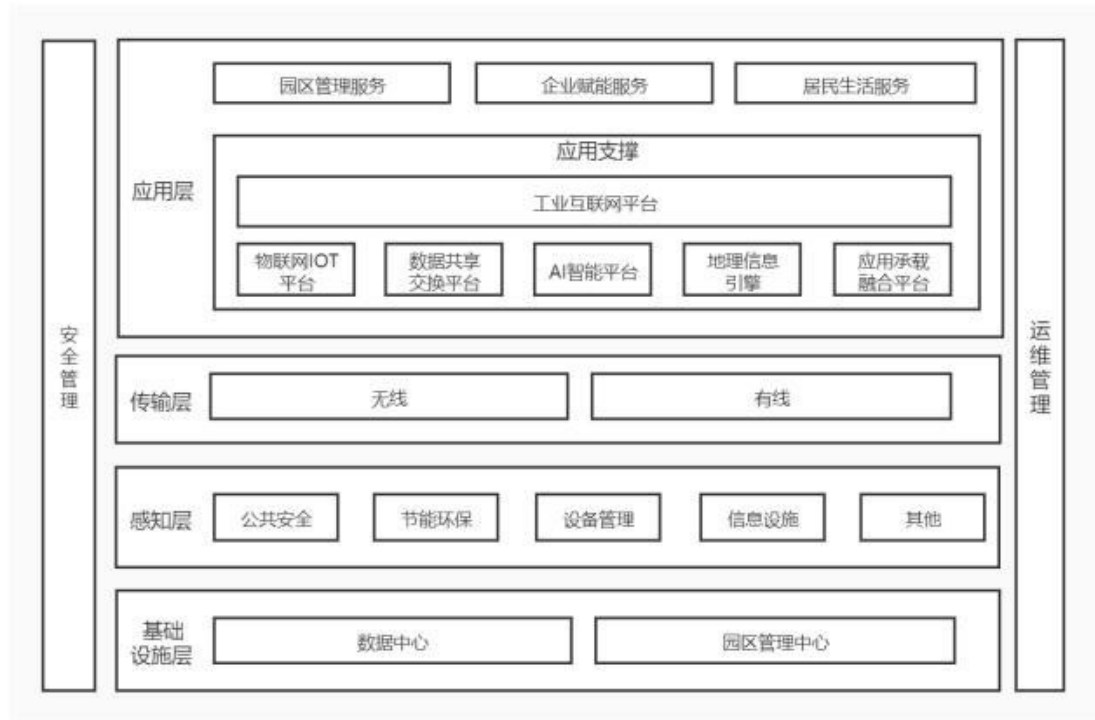 安全管理
应用层
园区管理服务
企业赋能服务
居民生活服务
应用支撑
工业互联网平台
物联网IOT
平台
数据共享
交换平台
AI智能平台
地理信息
引擎
应用承载
融合平台
传输层
无线
有线
感知层
公共安全
节能环保
设备管理
信息设施
其他
基础
设施层
数据中心
园区管理中心
运维管理